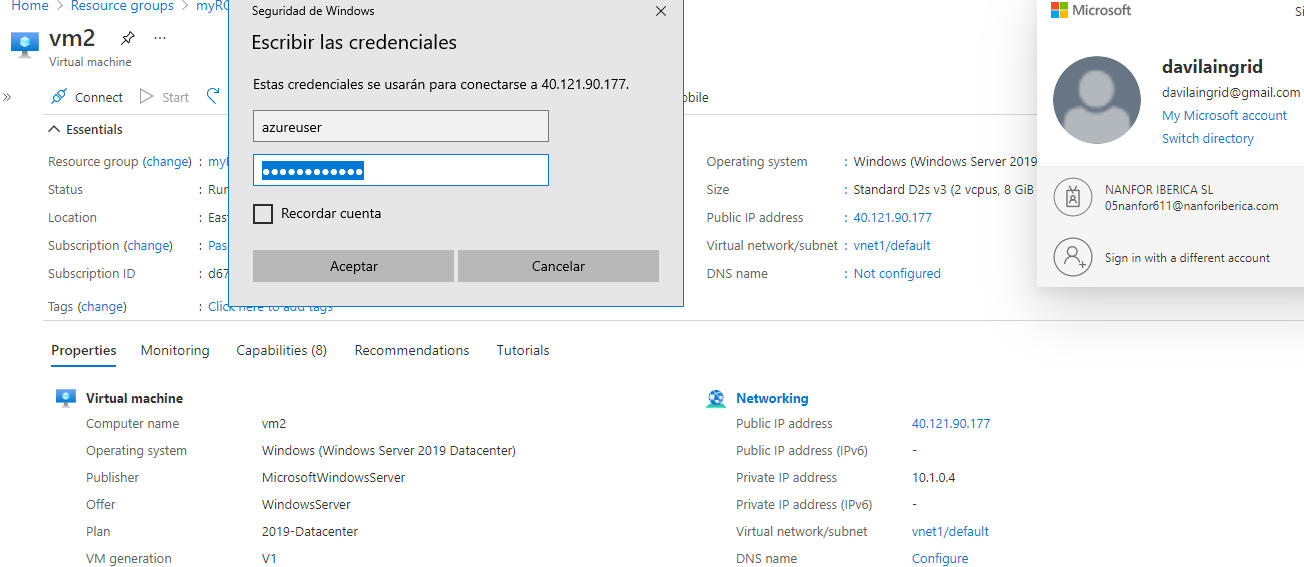 Home > Resource groups >
vm2
Virtual machine
Connect
Start
Essentials
Resource group (change) :
Status :
Location :
Subscription (change) :
Subscription ID :
Tags (change) : Click here to add tags
Seguridad de Windows
Escribir las credenciales
Estas credenciales se usarán para conectarse a 40.121.90.177.
azureuser
●●●●●●●●●●●●
Recordar cuenta
Aceptar
Cancelar
Operating system : Windows (Windows Server 2019
Size : Standard D2s v3 (2 vcpus, 8 GiB
Public IP address : 40.121.90.177
Virtual network/subnet : vnet1/default
DNS name : Not configured
Microsoft
davilaingrid
davilaingrid@gmail.com
My Microsoft account
Switch directory
NANFOR IBERICA SL
05nanfor611@nanforiberica.com
Sign in with a different account
Properties
Monitoring
Capabilities (8)
Recommendations
Tutorials
Virtual machine
Computer name vm2
Operating system Windows (Windows Server 2019 Datacenter)
Publisher MicrosoftWindowsServer
Offer WindowsServer
Plan 2019-Datacenter
VM generation V1
Networking
Public IP address 40.121.90.177
Public IP address (IPv6) -
Private IP address 10.1.0.4
Private IP address (IPv6) -
Virtual network/subnet vnet1/default
DNS name Configure